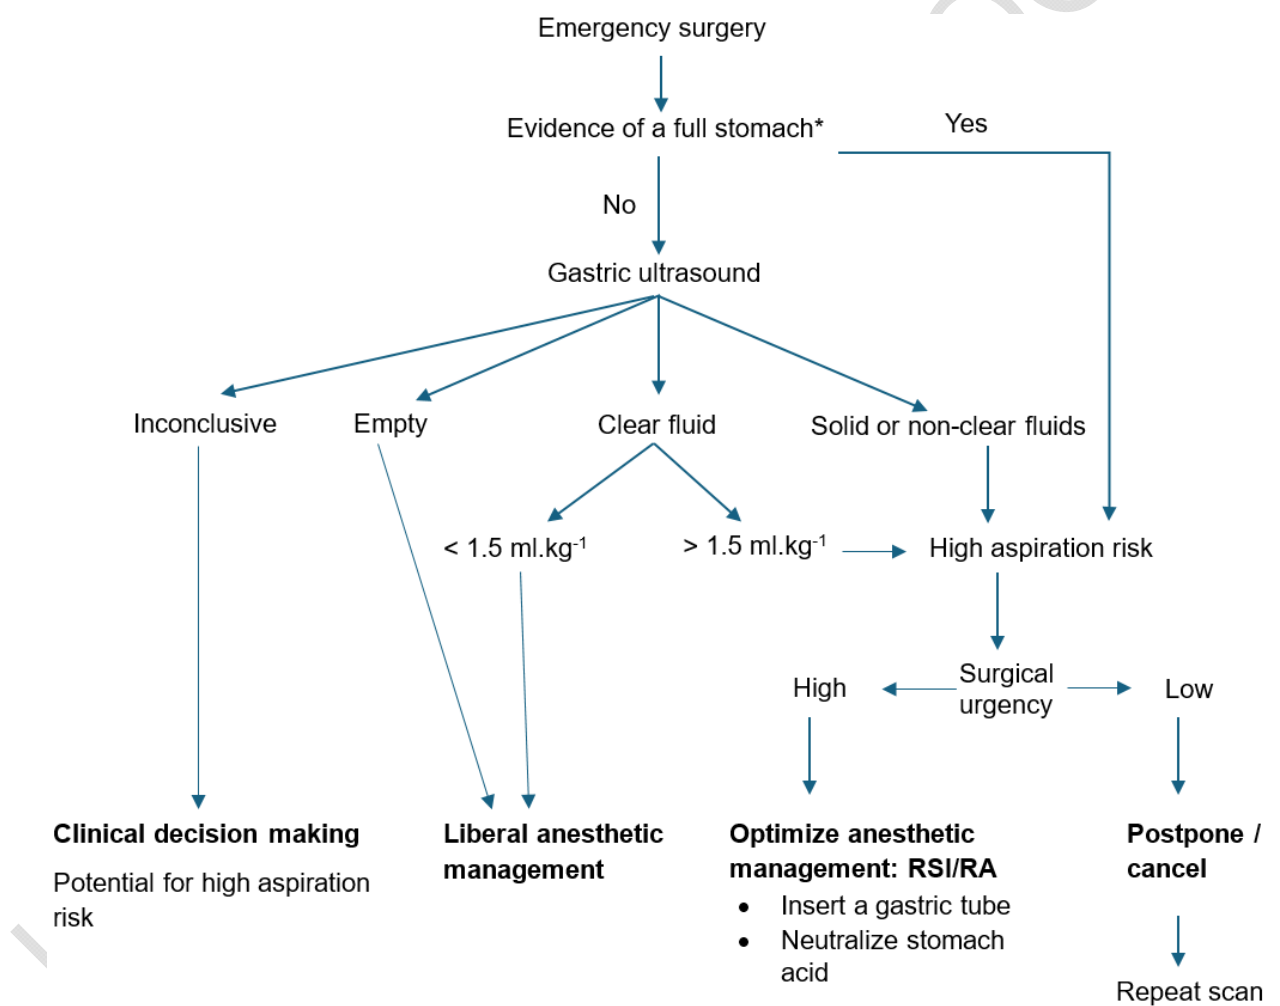 Emergency surgery
Evidence of a full stomach*
Yes
No
Gastric ultrasound
Inconclusive
Empty
Clear fluid
Solid or non-clear fluids
< 1.5 ml.kg⁻¹
> 1.5 ml.kg⁻¹
High aspiration risk
Surgical
urgency
High
Low
Clinical decision making
Potential for high aspiration
risk
Liberal anesthetic
management
Optimize anesthetic
management: RSI/RA
• Insert a gastric tube
• Neutralize stomach
acid
Postpone /
cancel
Repeat scan